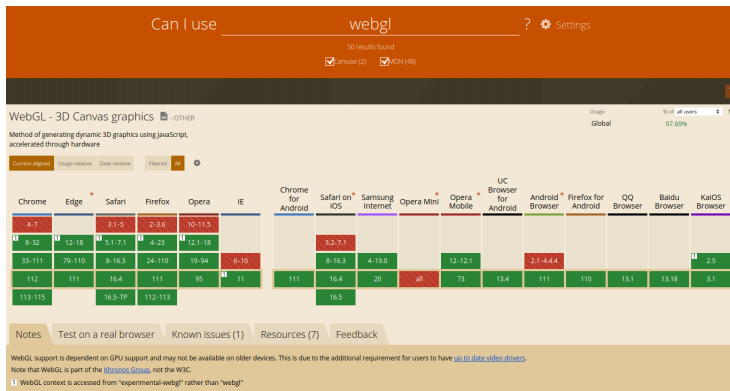 Can I use webgl ? Settings
50 results found
Caniuse (2) MDN (48)
WebGL - 3D Canvas graphics - OTHER
Method of generating dynamic 3D graphics using JavaScript,
accelerated through hardware
Usage % of all users ?
Global 97.69%
Current aligned Usage relative Date relative Filtered All
Chrome Edge * Safari Firefox Opera IE Chrome for Android Safari on iOS * Samsung Internet Opera Mini * Opera Mobile * UC Browser for Android Android Browser * Firefox for Android QQ Browser Baidu Browser KaiOS Browser
4-7 3.1-5 2-3.6 10-11.5
1 8-32 1 12-18 1 5.1-7.1 1 4-23 1 12.1-18 3.2-7.1
33-111 79-110 8-16.3 24-110 19-94 6-10 8-16.3 4-19.0 12-12.1 2.1-4.4.4 1 2.5
112 111 16.4 111 95 1 11 111 16.4 20 all 73 13.4 111 110 13.1 13.18 3.1
113-115 16.5-TP 112-113 16.5
Notes Test on a real browser Known issues (1) Resources (7) Feedback
WebGL support is dependent on GPU support and may not be available on older devices. This is due to the additional requirement for users to have up to date video drivers.
Note that WebGL is part of the Khronos Group, not the W3C.
1 WebGL context is accessed from "experimental-webgl" rather than "webgl"